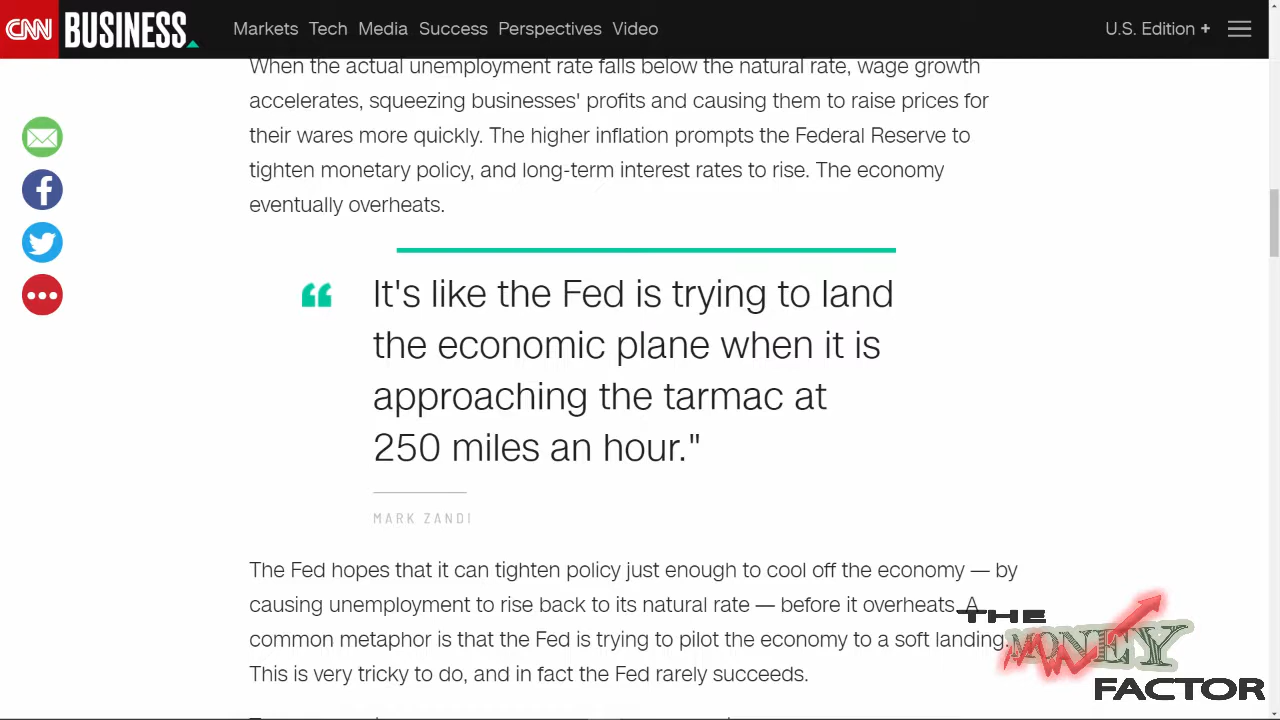 CNN BUSINESS Markets Tech Media Success Perspectives Video U.S. Edition +
When the actual unemployment rate falls below the natural rate, wage growth
accelerates, squeezing businesses' profits and causing them to raise prices for
their wares more quickly. The higher inflation prompts the Federal Reserve to
tighten monetary policy, and long-term interest rates to rise. The economy
eventually overheats.
“ It's like the Fed is trying to land
the economic plane when it is
approaching the tarmac at
250 miles an hour."
MARK ZANDI
The Fed hopes that it can tighten policy just enough to cool off the economy — by
causing unemployment to rise back to its natural rate — before it overheats. A
common metaphor is that the Fed is trying to pilot the economy to a soft landing.
This is very tricky to do, and in fact the Fed rarely succeeds.
THE
MONEY
FACTOR